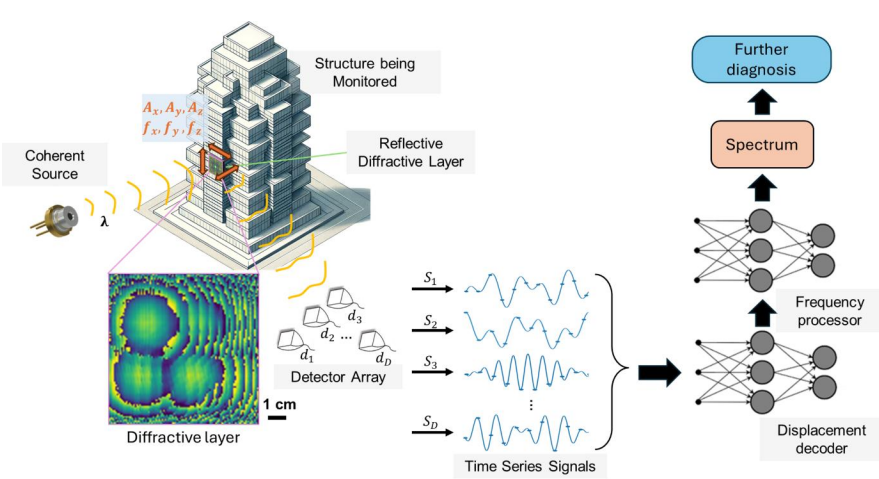 Structure being
Monitored
A_x, A_y, A_z
f_x, f_y, f_z
Reflective
Diffractive Layer
Coherent
Source
λ
Diffractive layer
1 cm
d_1
d_2
d_3
...
d_D
Detector Array
S_1
S_2
S_3
⋮
S_D
Time Series Signals
Further
diagnosis
Spectrum
Frequency
processor
Displacement
decoder